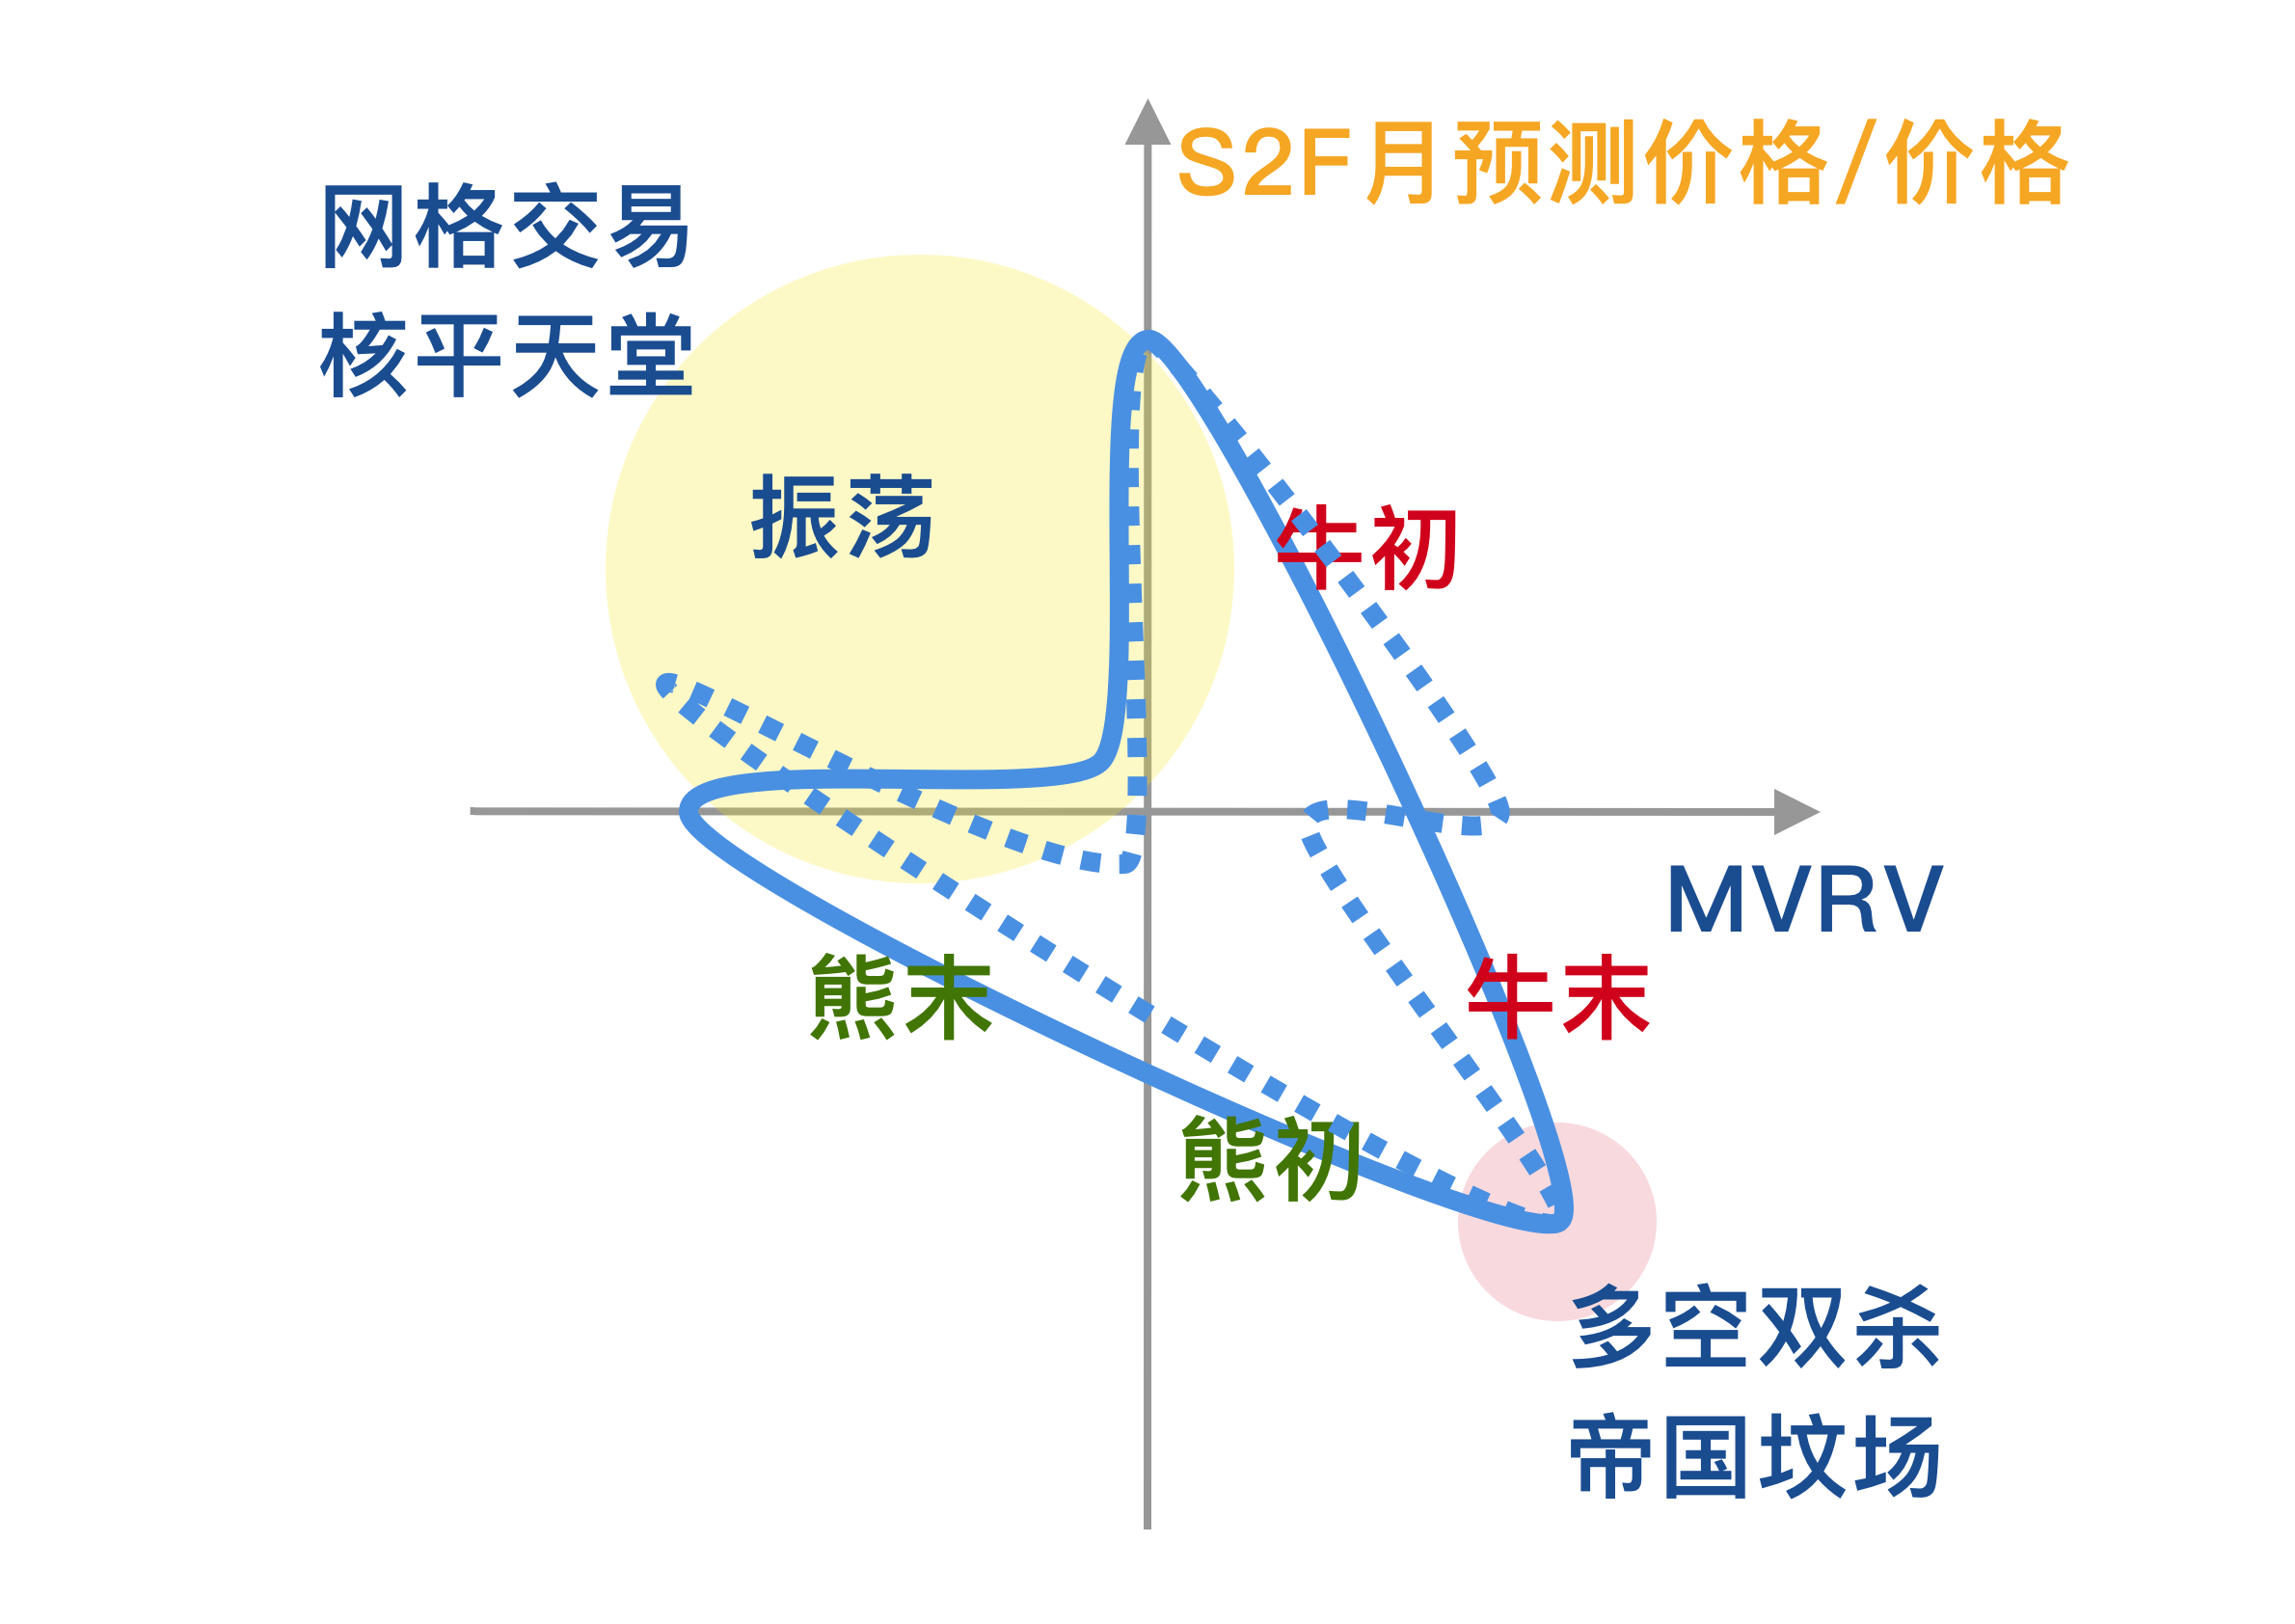 S2F月预测价格/价格
网格交易
核平天堂
振荡
牛初
MVRV
熊末
牛末
熊初
多空双杀
帝国坟场